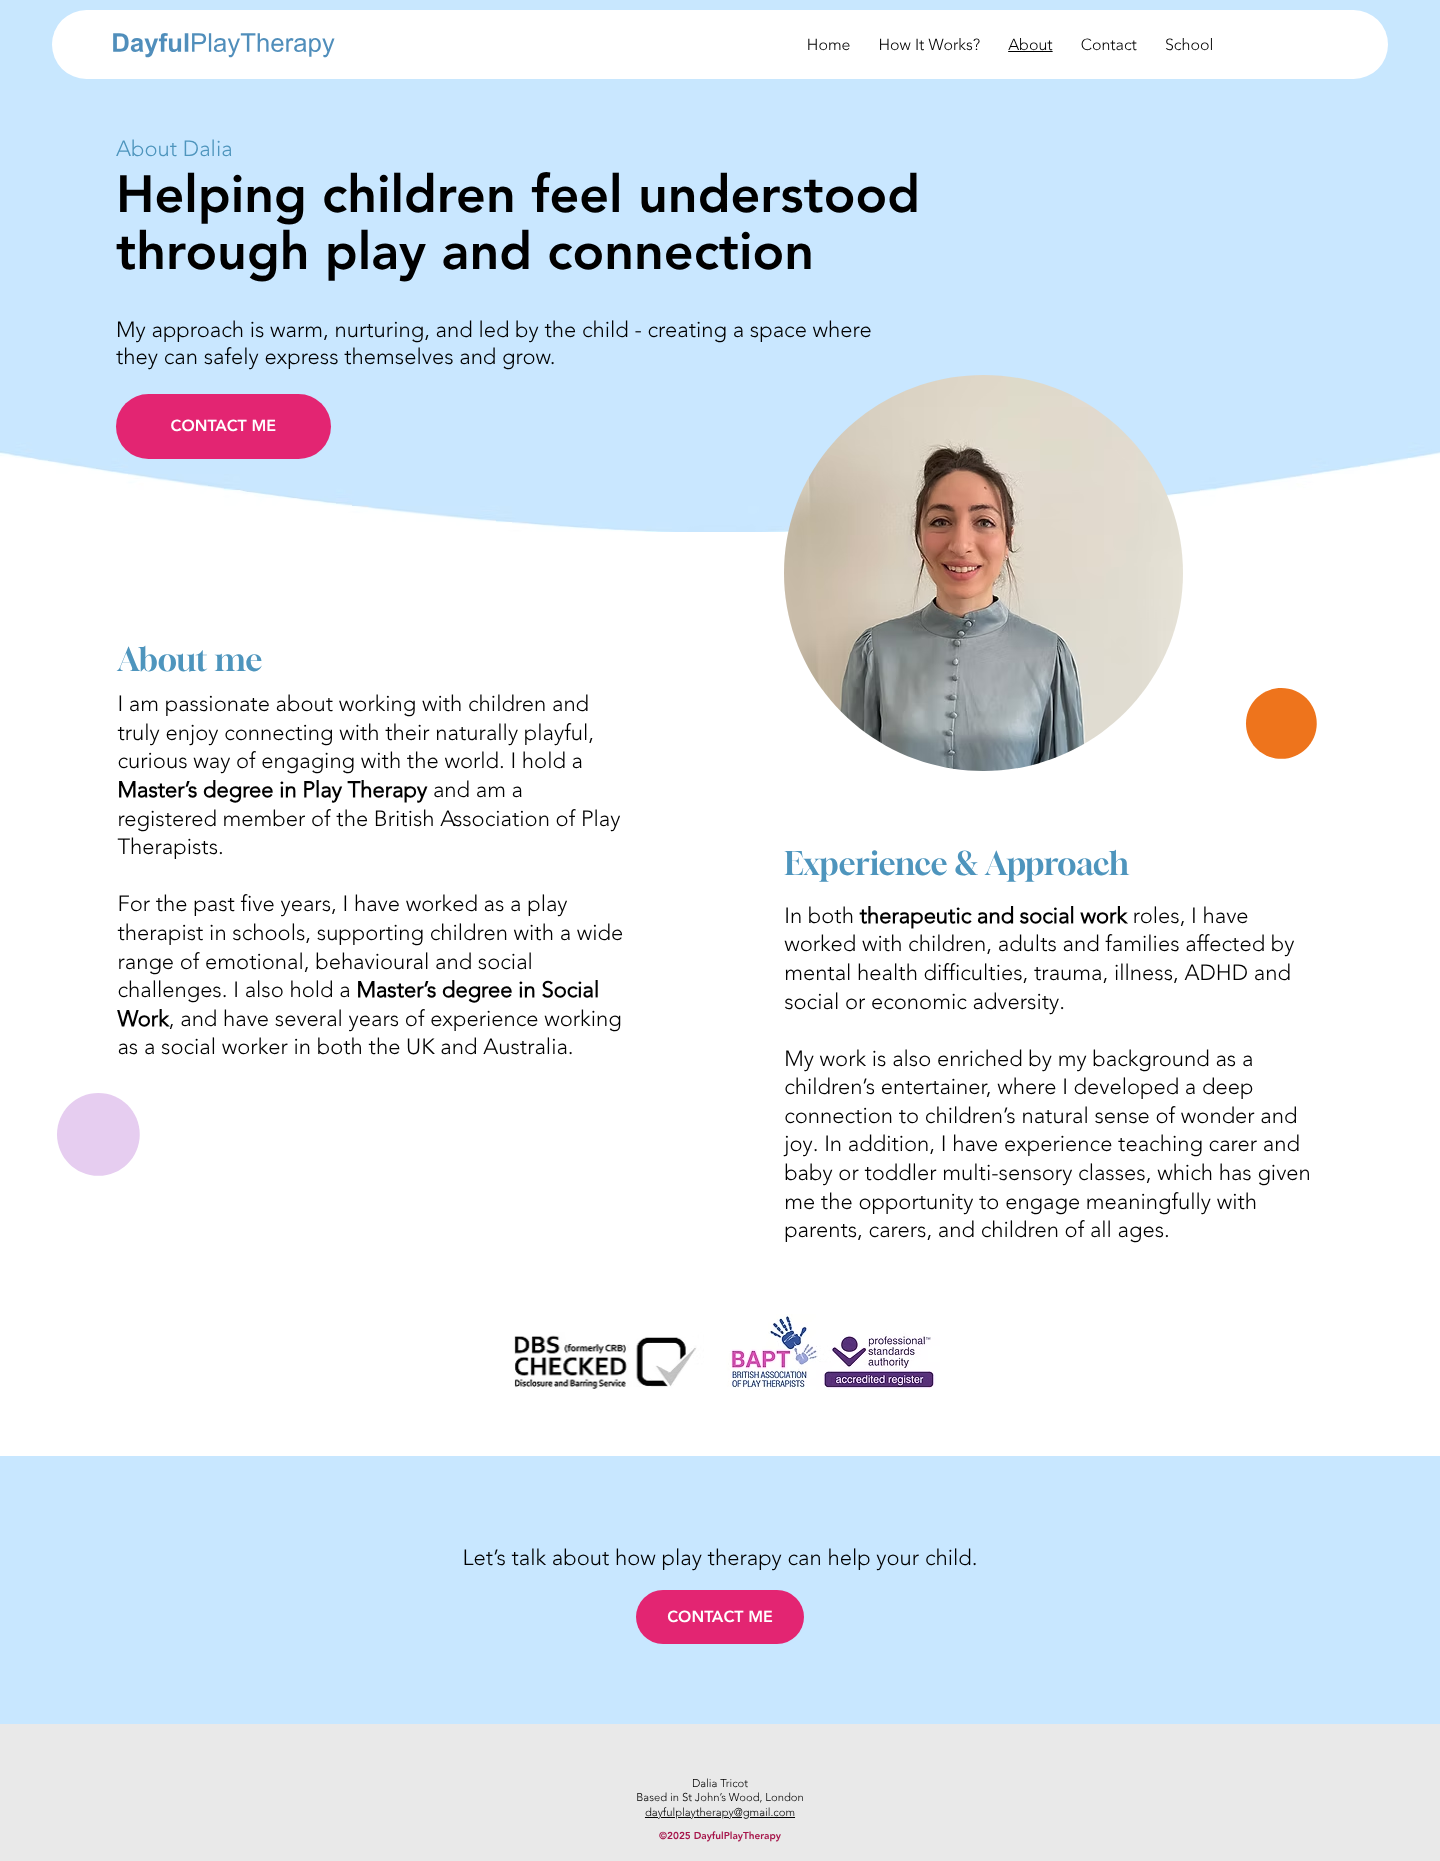 DayfulPlayTherapy
Home
How It Works?
About
Contact
School
About Dalia
Helping children feel understood
through play and connection
My approach is warm, nurturing, and led by the child - creating a space where
they can safely express themselves and grow.
CONTACT ME
About me
I am passionate about working with children and
truly enjoy connecting with their naturally playful,
curious way of engaging with the world. I hold a
Master’s degree in Play Therapy and am a
registered member of the British Association of Play
Therapists.
For the past five years, I have worked as a play
therapist in schools, supporting children with a wide
range of emotional, behavioural and social
challenges. I also hold a Master’s degree in Social
Work, and have several years of experience working
as a social worker in both the UK and Australia.
Experience & Approach
In both therapeutic and social work roles, I have
worked with children, adults and families affected by
mental health difficulties, trauma, illness, ADHD and
social or economic adversity.
My work is also enriched by my background as a
children’s entertainer, where I developed a deep
connection to children’s natural sense of wonder and
joy. In addition, I have experience teaching carer and
baby or toddler multi-sensory classes, which has given
me the opportunity to engage meaningfully with
parents, carers, and children of all ages.
DBS (formerly CRB)
CHECKED
Disclosure and Barring Service
BAPT
BRITISH ASSOCIATION
OF PLAY THERAPISTS
professional™
standards
authority
accredited register
Let’s talk about how play therapy can help your child.
CONTACT ME
Dalia Tricot
Based in St John’s Wood, London
dayfulplaytherapy@gmail.com
©2025 DayfulPlayTherapy